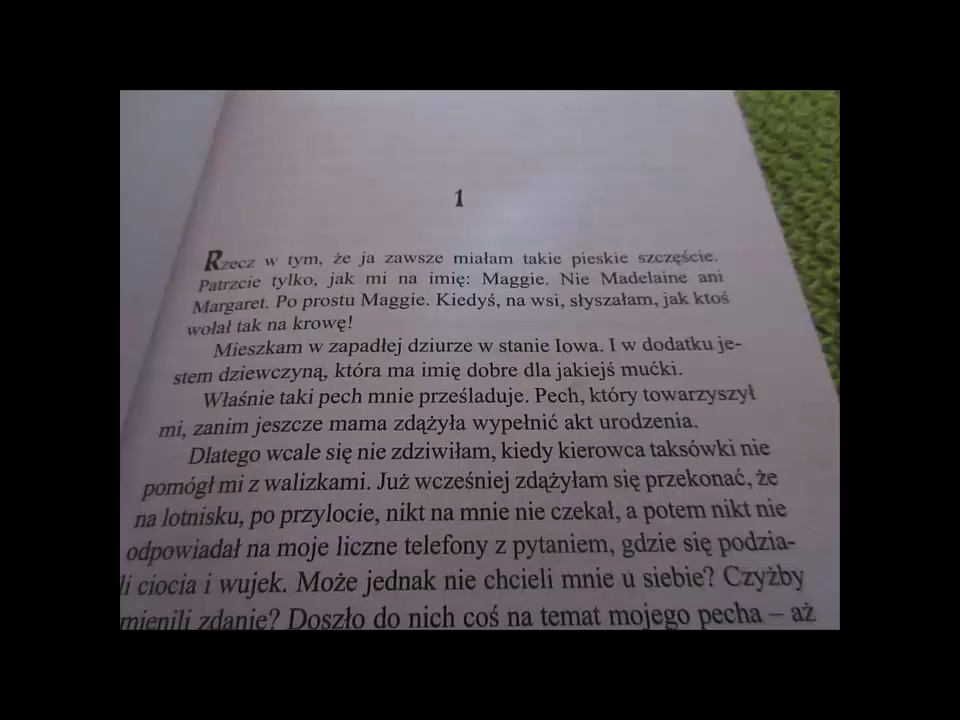 1
Rzecz w tym, że ja zawsze miałam takie pieskie szczęście.
Patrzcie tylko, jak mi na imię: Maggie. Nie Madelaine ani
Margaret. Po prostu Maggie. Kiedyś, na wsi, słyszałam, jak ktoś
wołał tak na krowę!
Mieszkam w zapadłej dziurze w stanie Iowa. I w dodatku je-
stem dziewczyną, która ma imię dobre dla jakiejś mućki.
Właśnie taki pech mnie prześladuje. Pech, który towarzyszył
mi, zanim jeszcze mama zdążyła wypełnić akt urodzenia.
Dlatego wcale się nie zdziwiłam, kiedy kierowca taksówki nie
pomógł mi z walizkami. Już wcześniej zdążyłam się przekonać, że
na lotnisku, po przylocie, nikt na mnie nie czekał, a potem nikt nie
odpowiadał na moje liczne telefony z pytaniem, gdzie się podzia-
li ciocia i wujek. Może jednak nie chcieli mnie u siebie? Czyżby
mienili zdanie? Doszło do nich coś na temat mojego pecha – aż